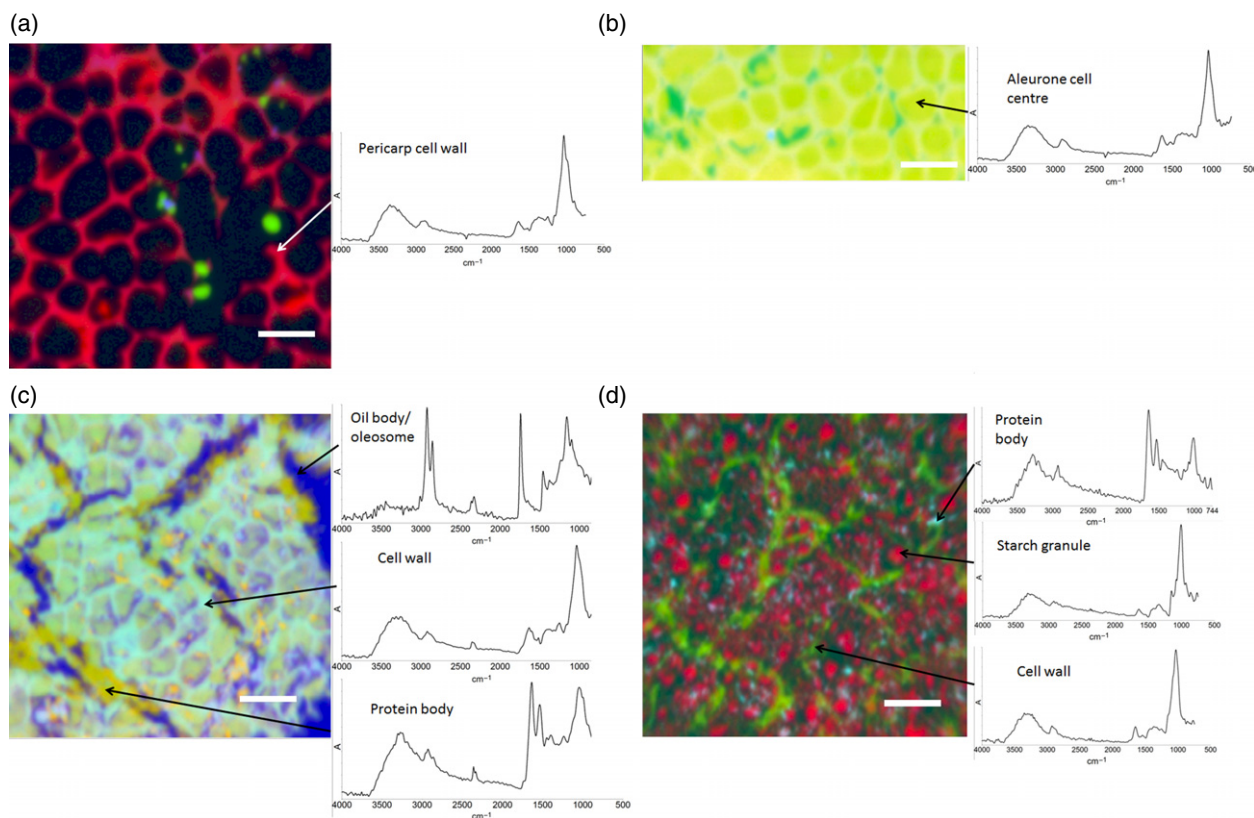 (a)
Pericarp cell wall
A
4000 3500 3000 2500 2000 1500 1000 500
cm⁻¹
(b)
Aleurone cell
centre
A
4000 3500 3000 2500 2000 1500 1000 500
cm⁻¹
(c)
Oil body/
oleosome
A
4000 3500 3000 2500 2000 1500 1000
Cell wall
A
4000 3500 3000 2500 2000 1500 1000
Protein body
A
4000 3500 3000 2500 2000 1500 1000 500
cm⁻¹
(d)
Protein
body
A
4000 3500 3000 2500 2000 1500 1000 744
cm⁻¹
Starch granule
A
4000 3500 3000 2500 2000 1500 1000 500
cm⁻¹
Cell wall
A
4000 3500 3000 2500 2000 1500 1000 500
cm⁻¹